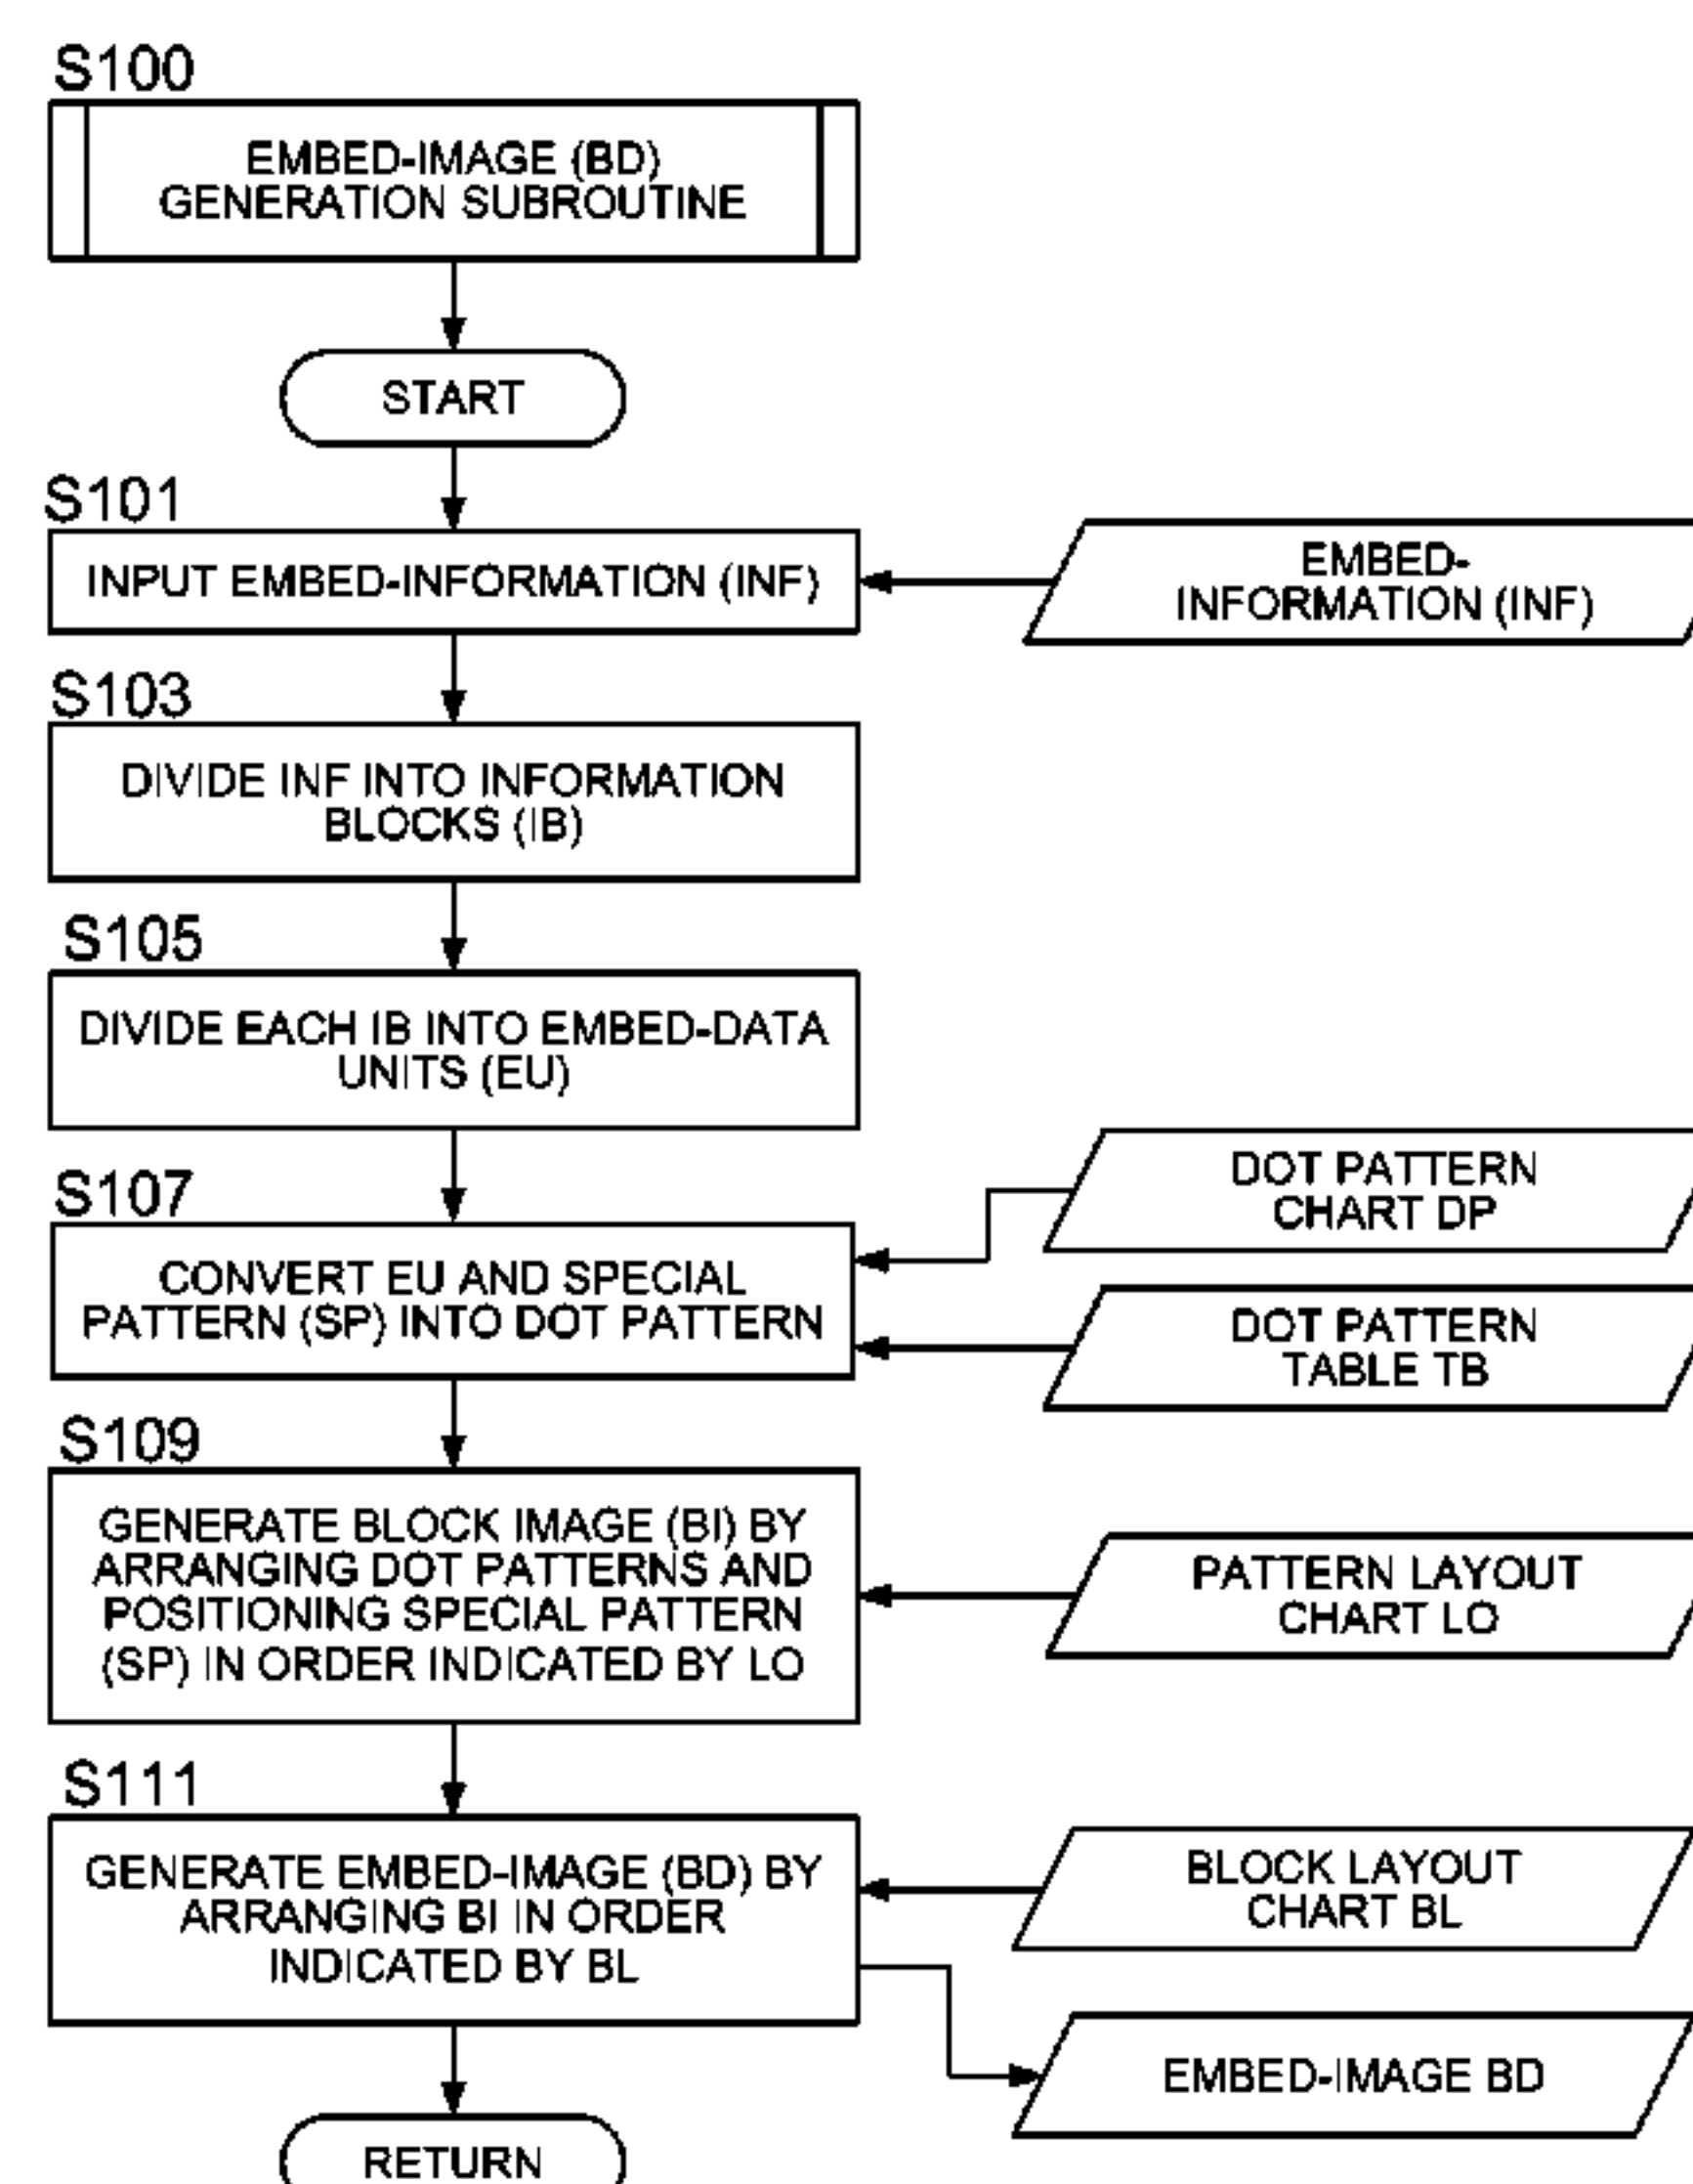 S100
EMBED-IMAGE (BD)
GENERATION SUBROUTINE
START
S101
INPUT EMBED-INFORMATION (INF)
EMBED-
INFORMATION (INF)
S103
DIVIDE INF INTO INFORMATION
BLOCKS (IB)
S105
DIVIDE EACH IB INTO EMBED-DATA
UNITS (EU)
S107
CONVERT EU AND SPECIAL
PATTERN (SP) INTO DOT PATTERN
DOT PATTERN
CHART DP
DOT PATTERN
TABLE TB
S109
GENERATE BLOCK IMAGE (BI) BY
ARRANGING DOT PATTERNS AND
POSITIONING SPECIAL PATTERN
(SP) IN ORDER INDICATED BY LO
PATTERN LAYOUT
CHART LO
S111
GENERATE EMBED-IMAGE (BD) BY
ARRANGING BI IN ORDER
INDICATED BY BL
BLOCK LAYOUT
CHART BL
EMBED-IMAGE BD
RETURN